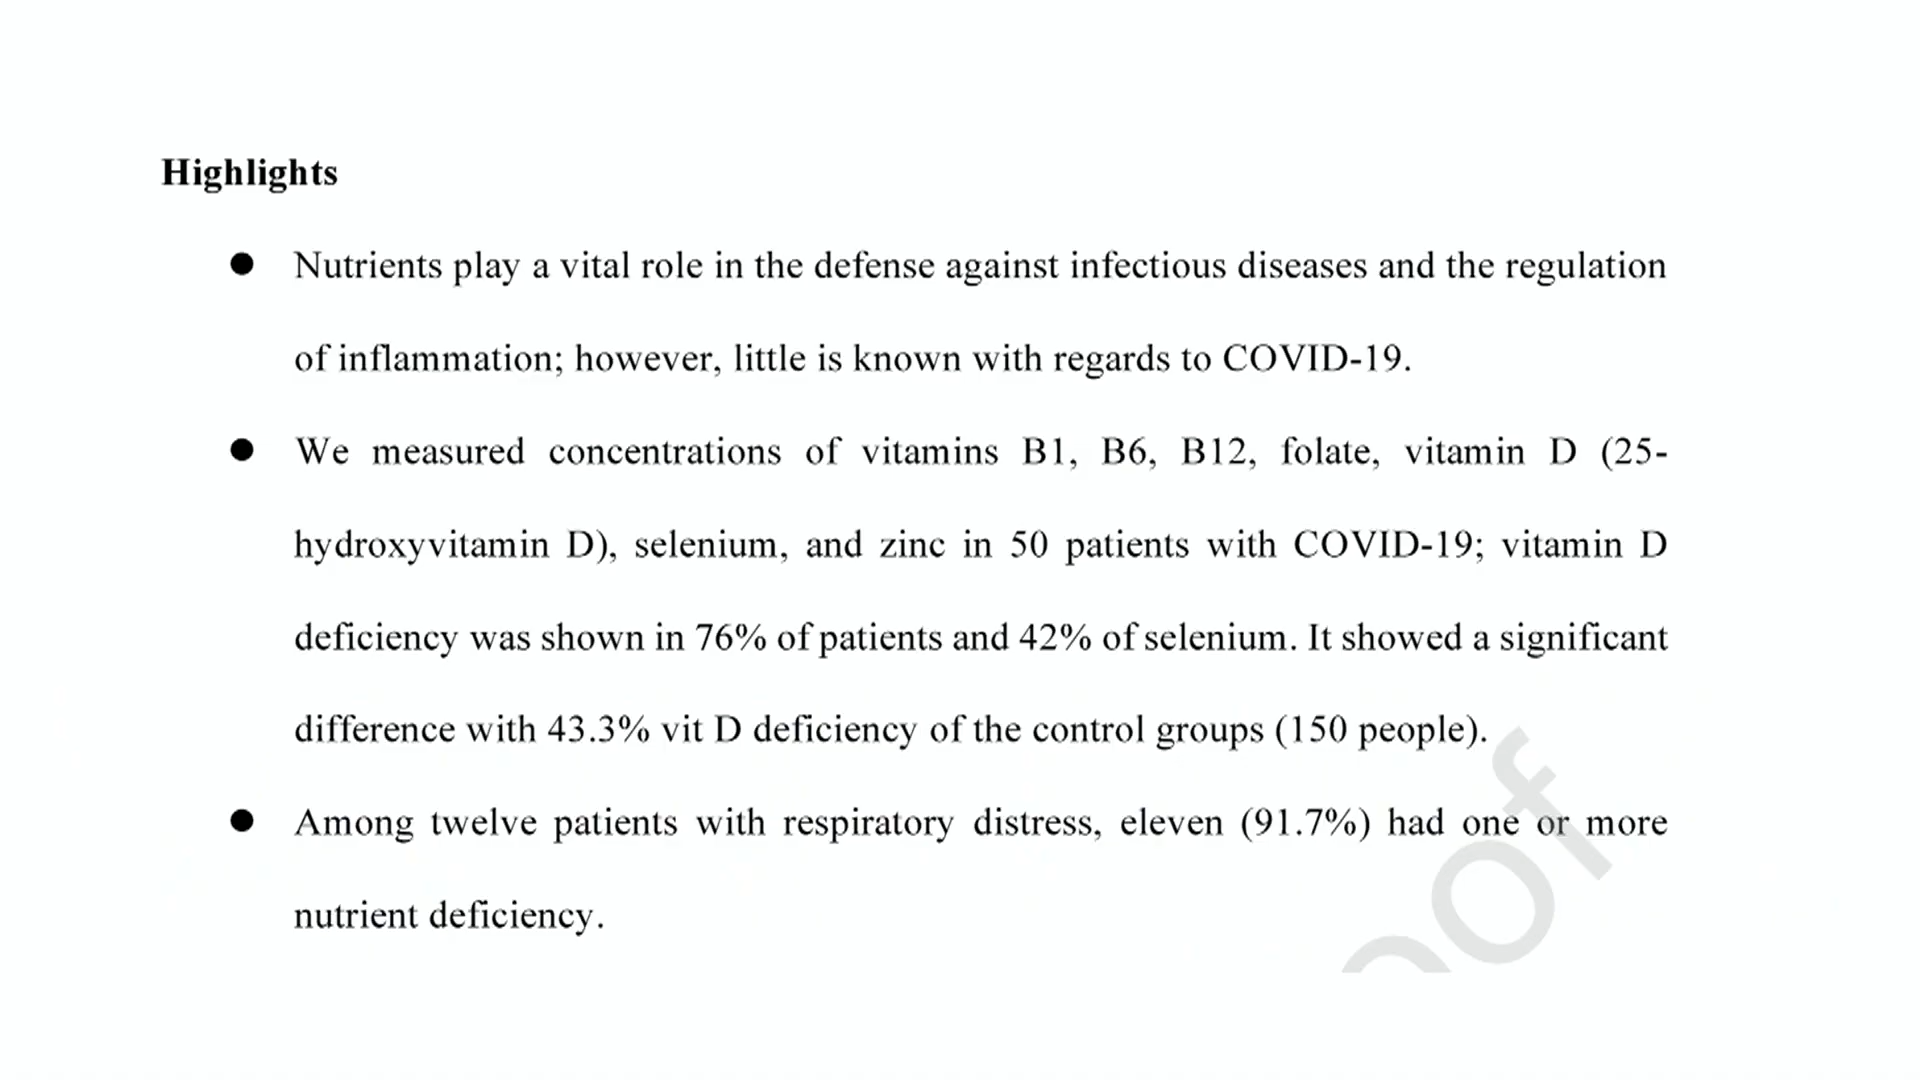 Highlights
● Nutrients play a vital role in the defense against infectious diseases and the regulation
of inflammation; however, little is known with regards to COVID-19.
● We measured concentrations of vitamins B1, B6, B12, folate, vitamin D (25-
hydroxyvitamin D), selenium, and zinc in 50 patients with COVID-19; vitamin D
deficiency was shown in 76% of patients and 42% of selenium. It showed a significant
difference with 43.3% vit D deficiency of the control groups (150 people).
● Among twelve patients with respiratory distress, eleven (91.7%) had one or more
nutrient deficiency.
oof